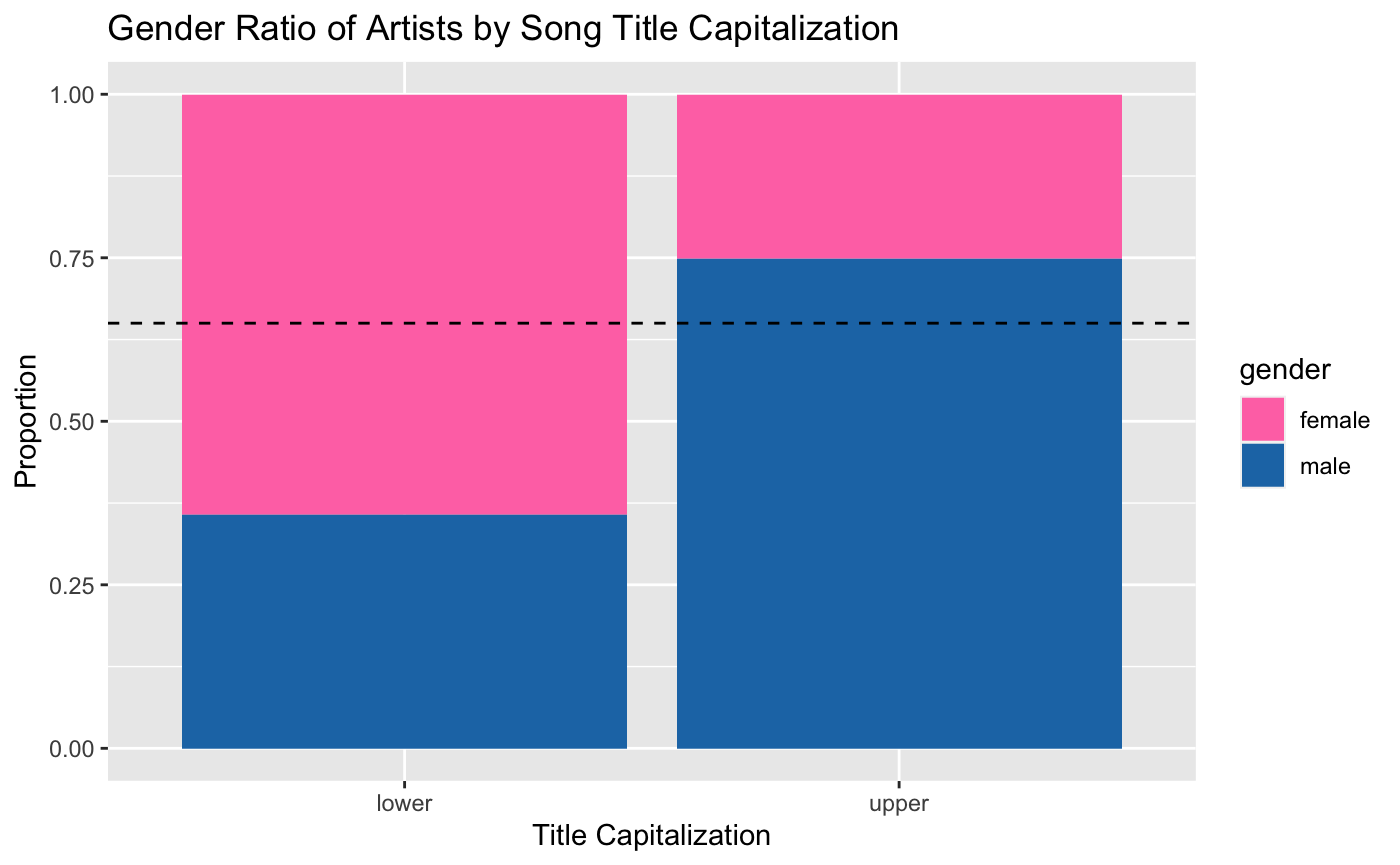 Gender Ratio of Artists by Song Title Capitalization
1.00
0.75
0.50
0.25
0.00
Proportion
lower
upper
Title Capitalization
gender
female
male